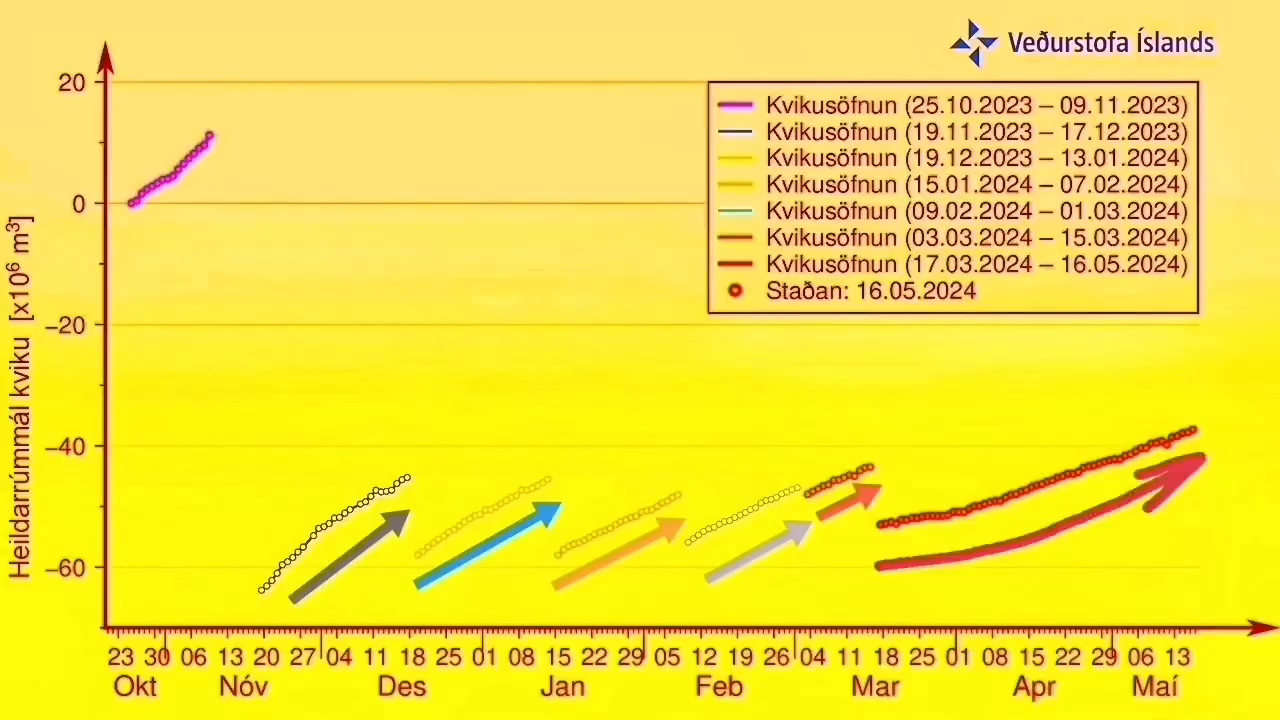 Veðurstofa Íslands
Kvikusöfnun (25.10.2023 – 09.11.2023)
Kvikusöfnun (19.11.2023 – 17.12.2023)
Kvikusöfnun (19.12.2023 – 13.01.2024)
Kvikusöfnun (15.01.2024 – 07.02.2024)
Kvikusöfnun (09.02.2024 – 01.03.2024)
Kvikusöfnun (03.03.2024 – 15.03.2024)
Kvikusöfnun (17.03.2024 – 16.05.2024)
Staðan: 16.05.2024
Heildarrúmmál kviku [x10⁶ m³]
20
0
−20
−40
−60
23 30 06 13 20 27 04 11 18 25 01 08 15 22 29 05 12 19 26 04 11 18 25 01 08 15 22 29 06 13
Okt Nóv Des Jan Feb Mar Apr Maí